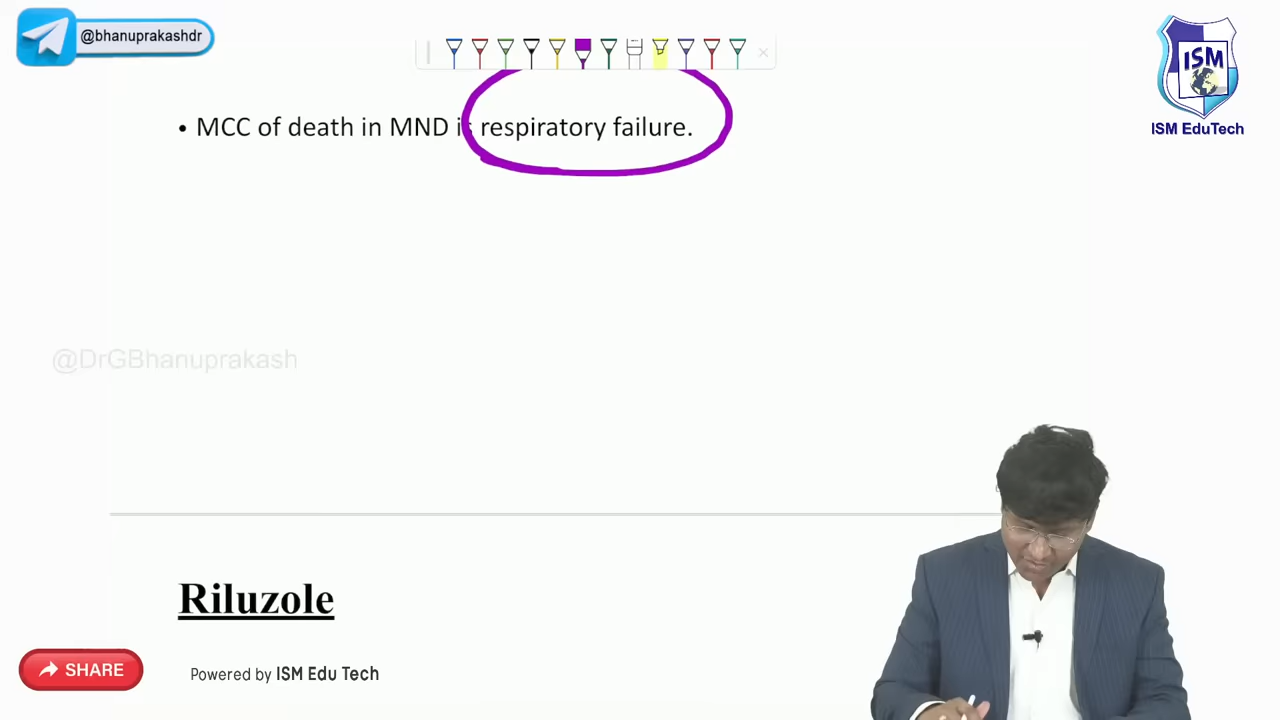 @bhanuprakashdr
ISM
ISM EduTech
• MCC of death in MND is respiratory failure.
@DrGBhanuprakash
Riluzole
SHARE
Powered by ISM Edu Tech